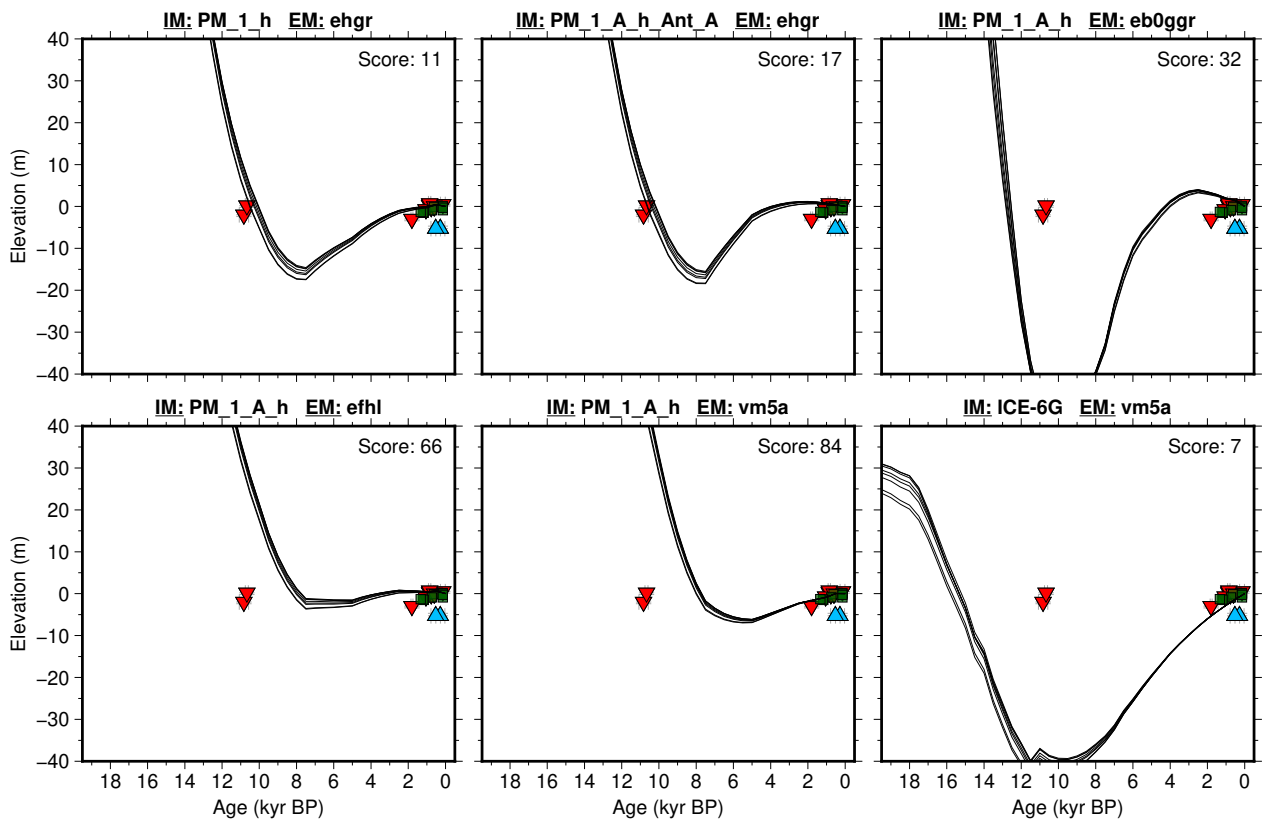 IM: PM_1_h EM: ehgr
IM: PM_1_A_h_Ant_A EM: ehgr
IM: PM_1_A_h EM: eb0ggr
Score: 11
Score: 17
Score: 32
40
30
20
10
0
−10
−20
−30
−40
Elevation (m)
IM: PM_1_A_h EM: efhl
IM: PM_1_A_h EM: vm5a
IM: ICE-6G EM: vm5a
Score: 66
Score: 84
Score: 7
40
30
20
10
0
−10
−20
−30
−40
Elevation (m)
18 16 14 12 10 8 6 4 2 0
18 16 14 12 10 8 6 4 2 0
18 16 14 12 10 8 6 4 2 0
Age (kyr BP)
Age (kyr BP)
Age (kyr BP)